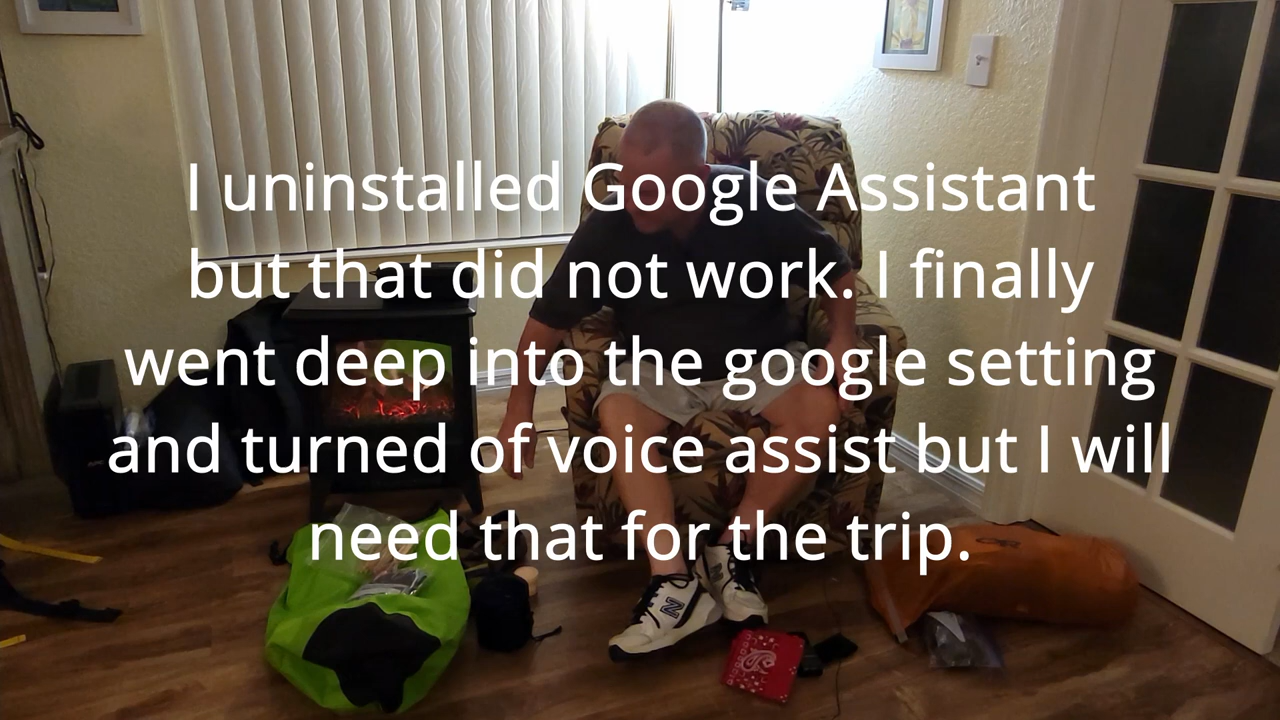 I uninstalled Google Assistant
but that did not work. I finally
went deep into the google setting
and turned of voice assist but I will
need that for the trip.
N